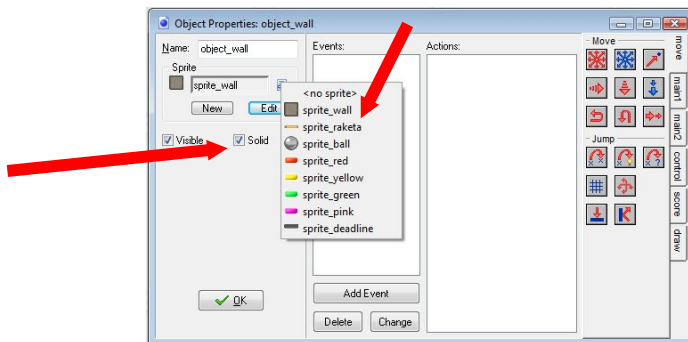 Object Properties: object_wall
Name: object_wall
Sprite
sprite_wall
New Edit
Visible Solid
OK
Events:
<no sprite>
sprite_wall
sprite_raketa
sprite_ball
sprite_red
sprite_yellow
sprite_green
sprite_pink
sprite_deadline
Add Event
Delete Change
Actions:
Move
Jump
move
main1
main2
control
score
draw